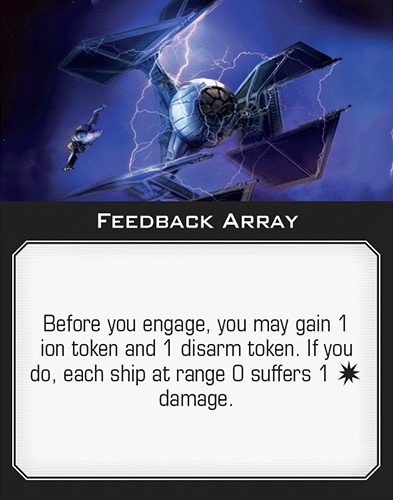 Feedback Array
Before you engage, you may gain 1
ion token and 1 disarm token. If you
do, each ship at range 0 suffers 1
damage.